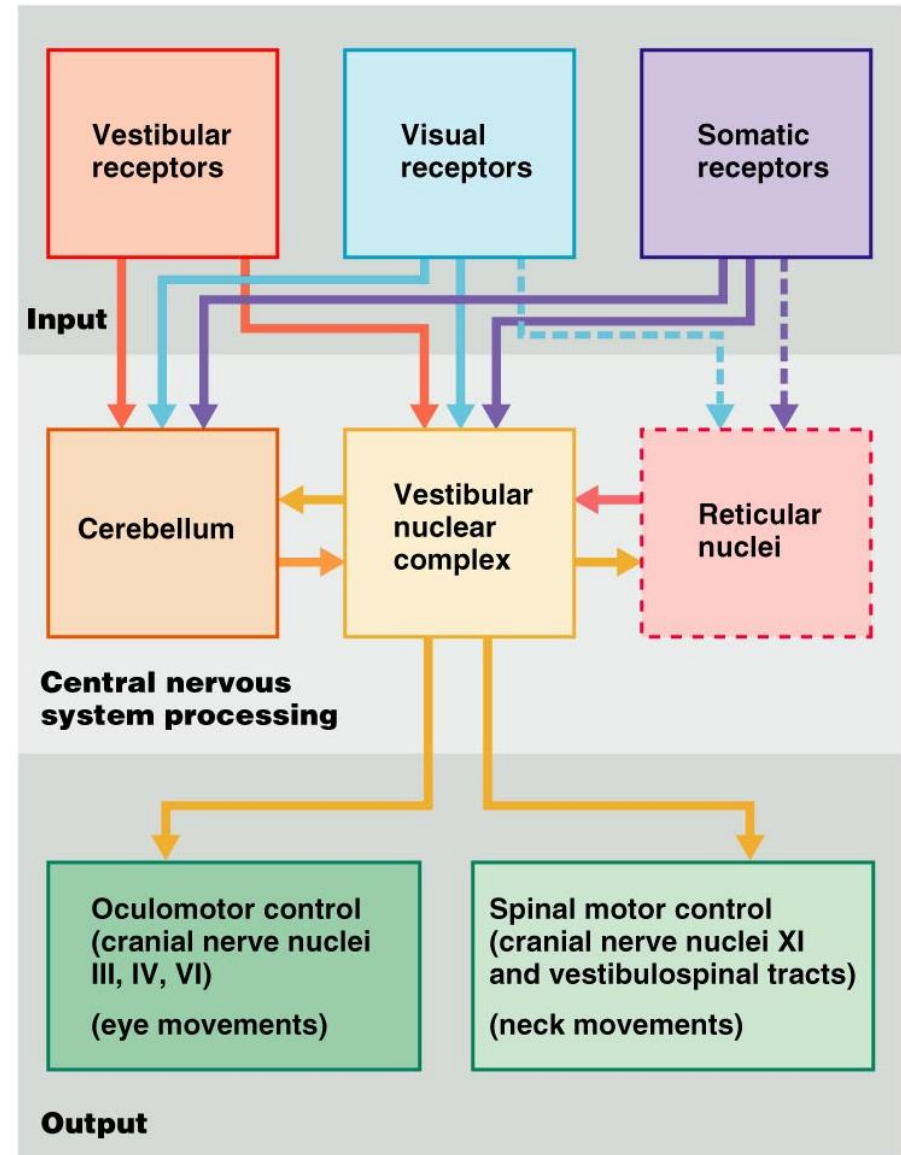 Vestibular
receptors
Visual
receptors
Somatic
receptors
Input
Cerebellum
Vestibular
nuclear
complex
Reticular
nuclei
Central nervous
system processing
Oculomotor control
(cranial nerve nuclei
III, IV, VI)
(eye movements)
Spinal motor control
(cranial nerve nuclei XI
and vestibulospinal tracts)
(neck movements)
Output